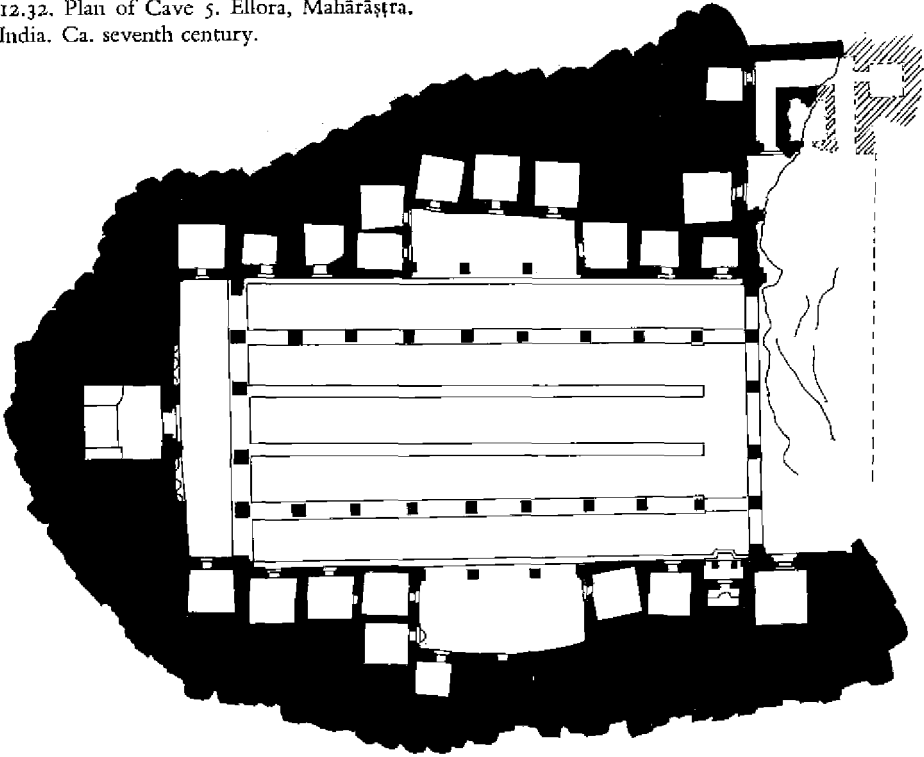 12.32. Plan of Cave 5. Ellora, Mahārāṣṭra,
India. Ca. seventh century.